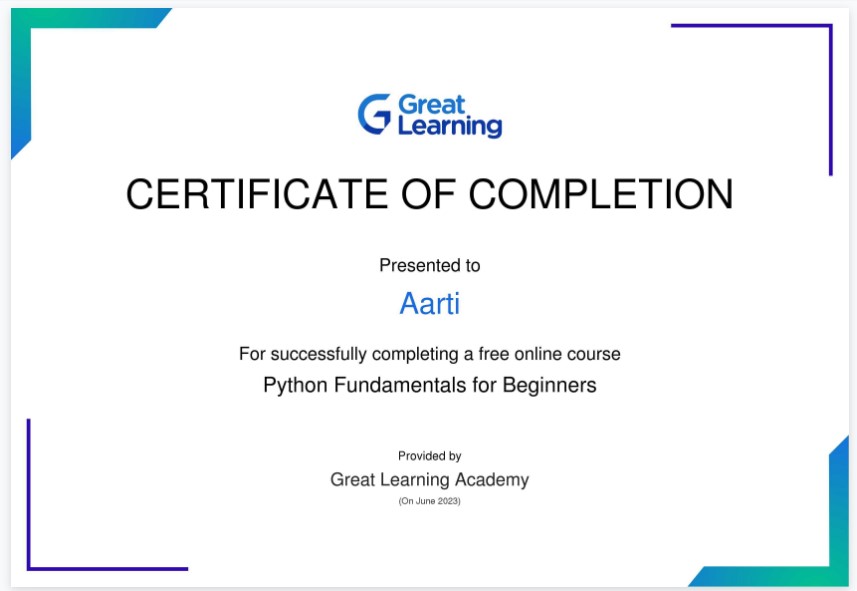 Great
Learning
CERTIFICATE OF COMPLETION
Presented to
Aarti
For successfully completing a free online course
Python Fundamentals for Beginners
Provided by
Great Learning Academy
(On June 2023)